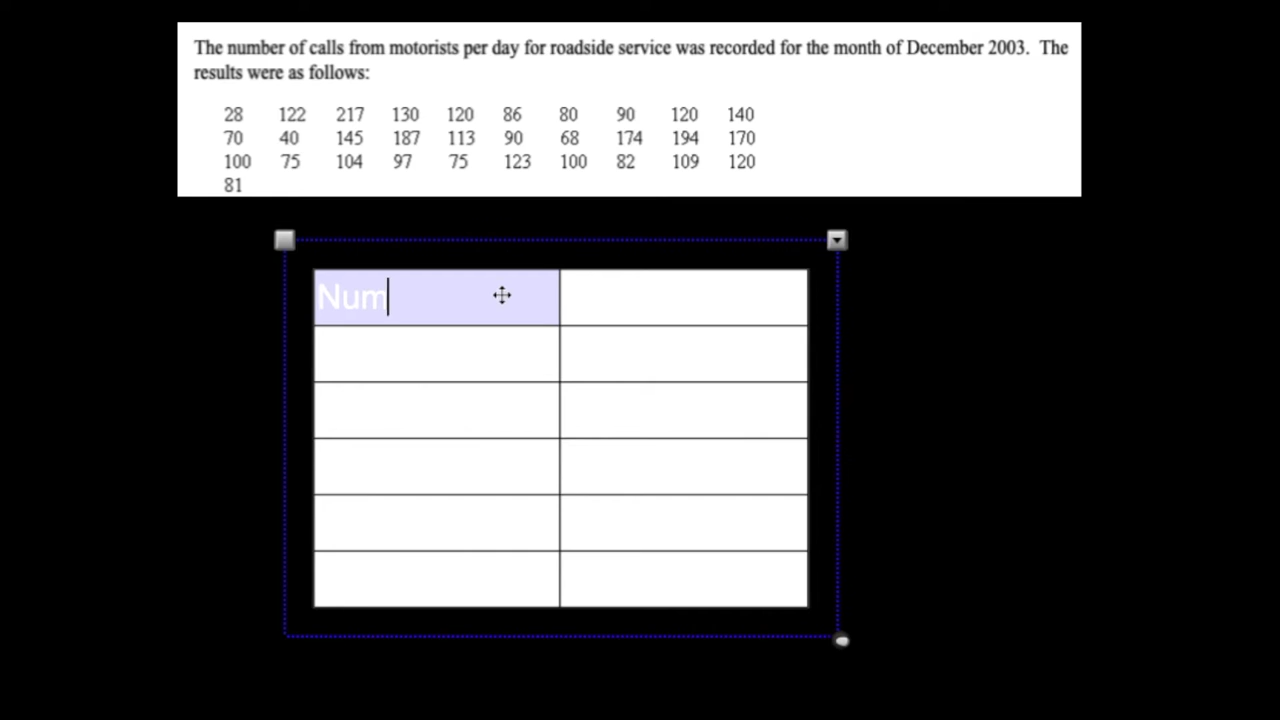 The number of calls from motorists per day for roadside service was recorded for the month of December 2003. The
results were as follows:
28 122 217 130 120 86 80 90 120 140
70 40 145 187 113 90 68 174 194 170
100 75 104 97 75 123 100 82 109 120
81
Num